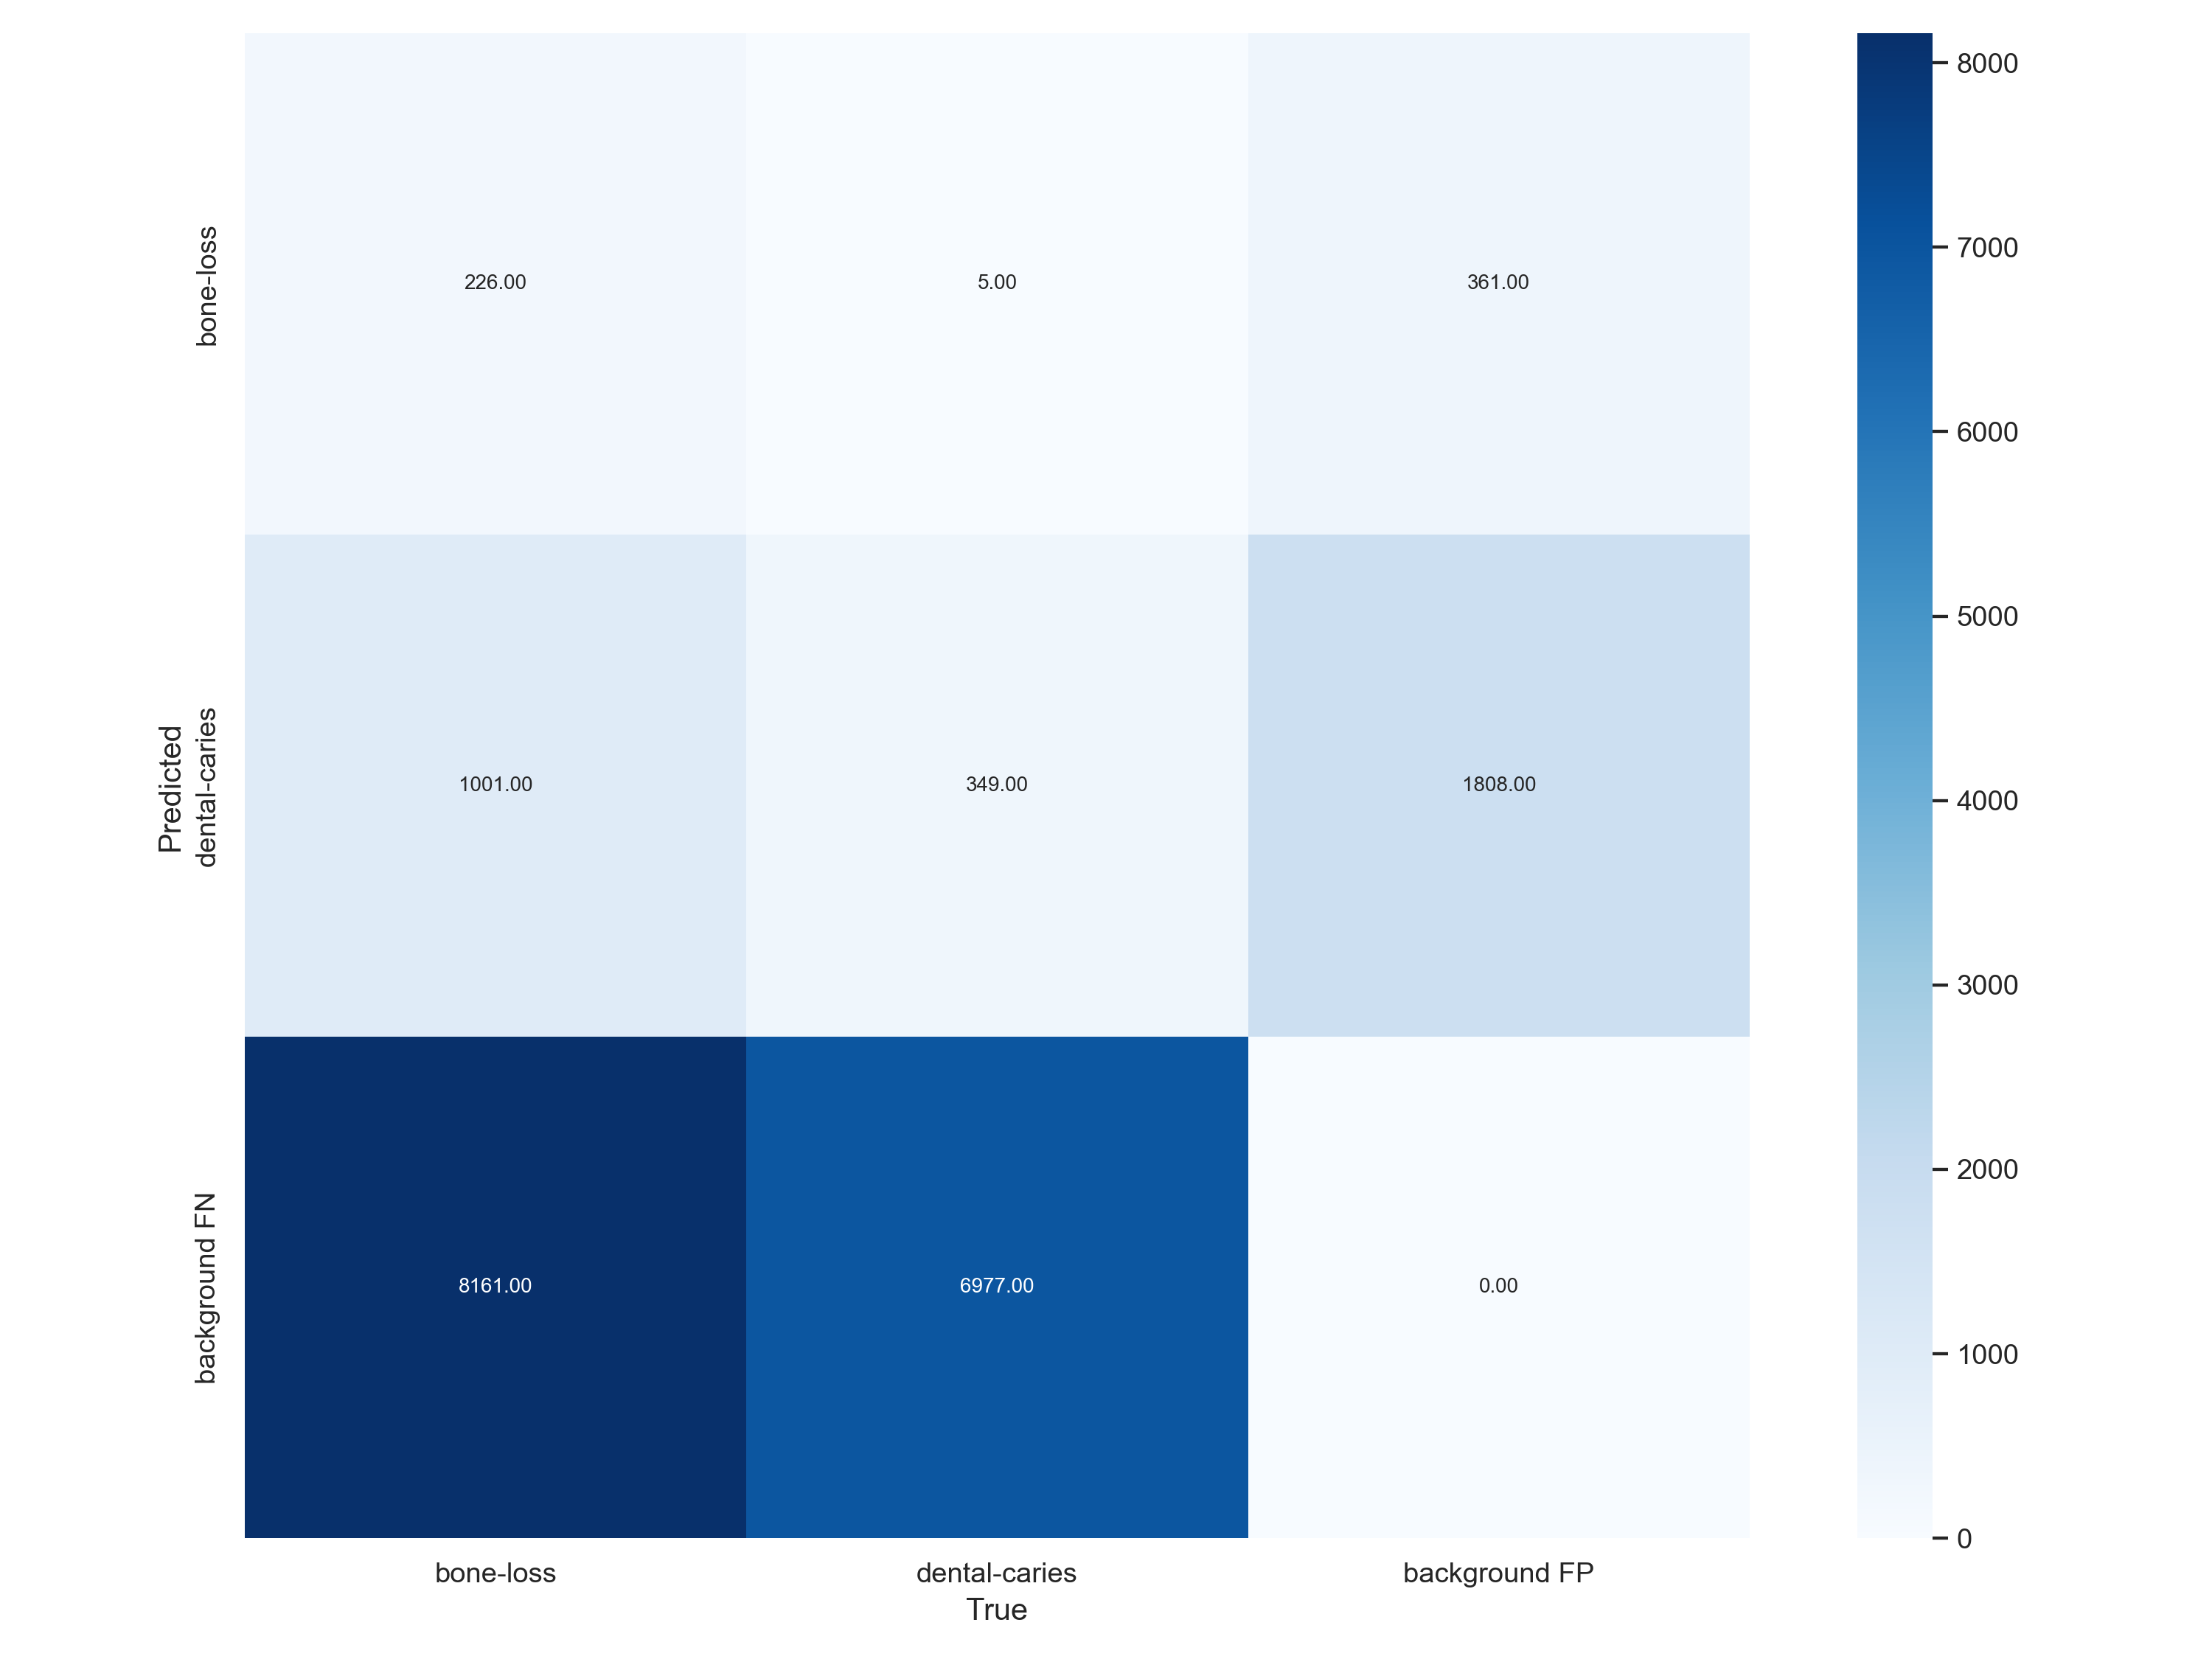 bone-loss
226.00
5.00
361.00
Predicted
dental-caries
1001.00
349.00
1808.00
background FN
8161.00
6977.00
0.00
bone-loss
dental-caries
background FP
True
8000
7000
6000
5000
4000
3000
2000
1000
0